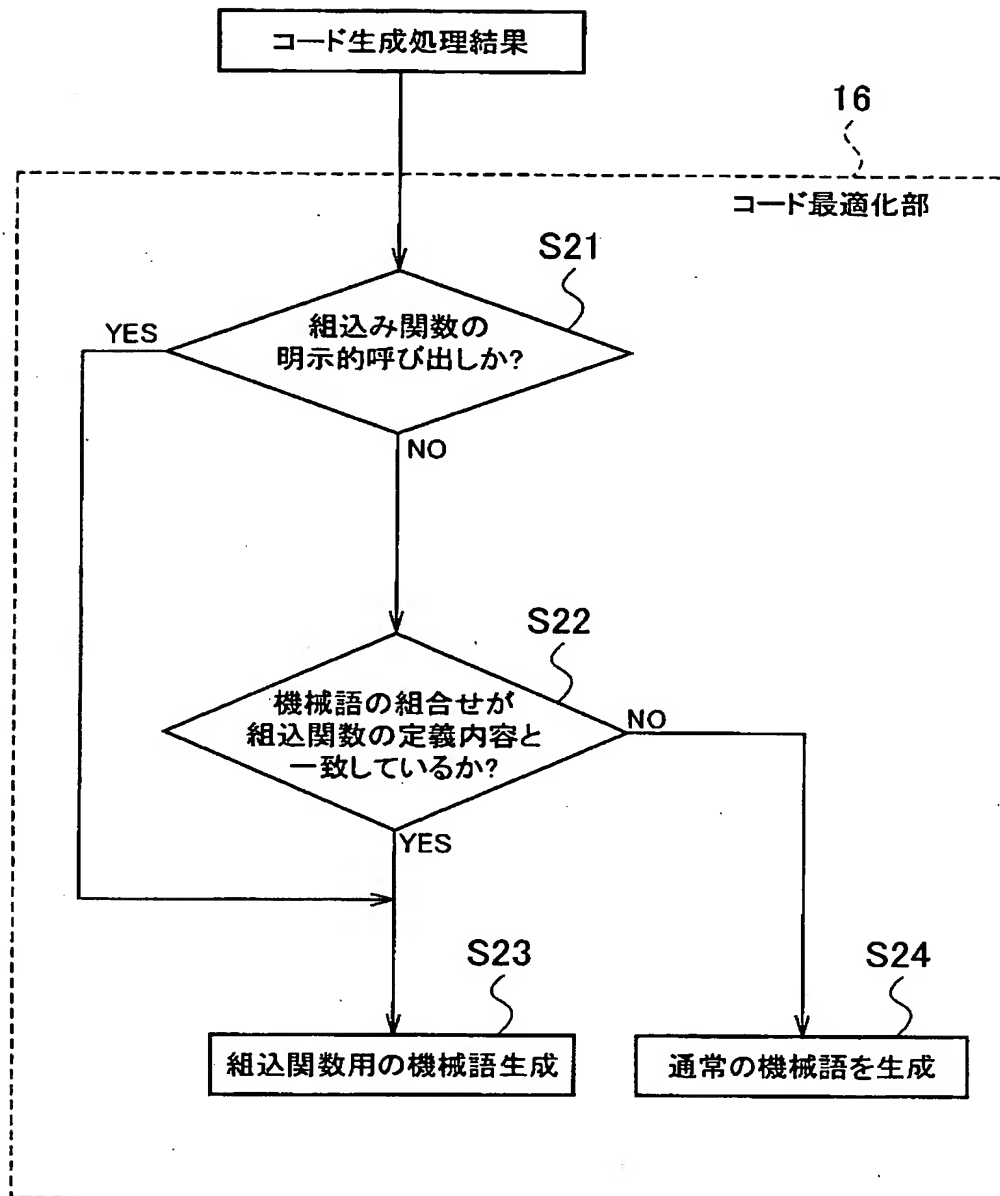 コード生成処理結果
16
コード最適化部
S21
YES
組込み関数の
明示的呼び出しか?
NO
S22
機械語の組合せが
組込関数の定義内容と
一致しているか?
NO
YES
S23
S24
組込関数用の機械語生成
通常の機械語を生成